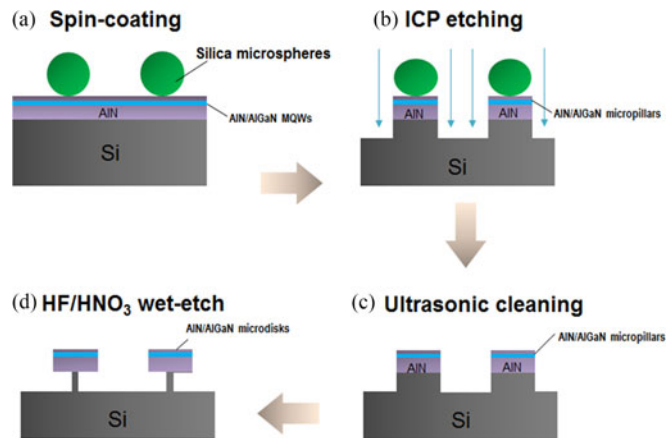 (a) Spin-coating
Silica microspheres
AlN/AlGaN MQWs
AlN
Si
(b) ICP etching
AlN/AlGaN micropillars
AlN AlN
Si
(d) HF/HNO₃ wet-etch
AlN/AlGaN microdisks
Si
(c) Ultrasonic cleaning
AlN/AlGaN micropillars
AlN AlN
Si